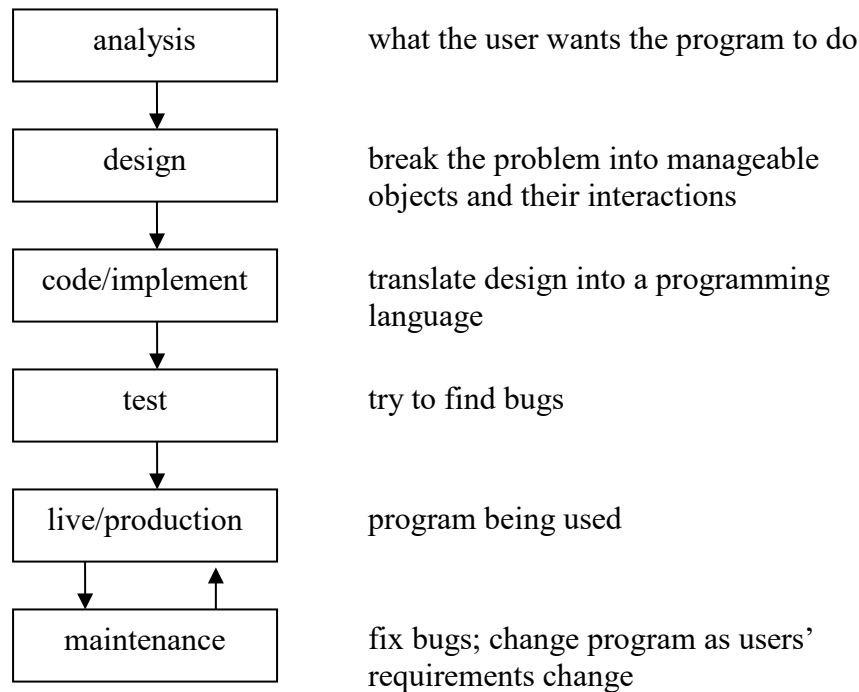 analysis
what the user wants the program to do
design
break the problem into manageable
objects and their interactions
code/implement
translate design into a programming
language
test
try to find bugs
live/production
program being used
maintenance
fix bugs; change program as users’
requirements change